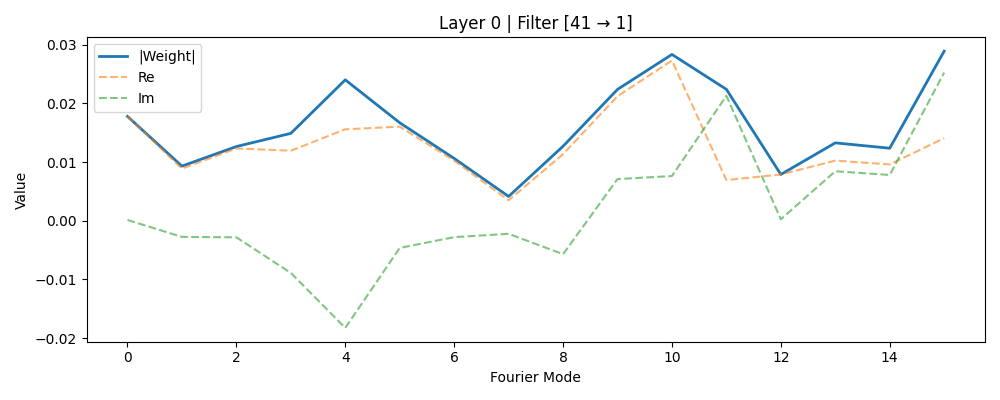 Layer 0 | Filter [41 → 1]
|Weight|
Re
Im
0.03
0.02
0.01
0.00
−0.01
−0.02
Value
0 2 4 6 8 10 12 14
Fourier Mode